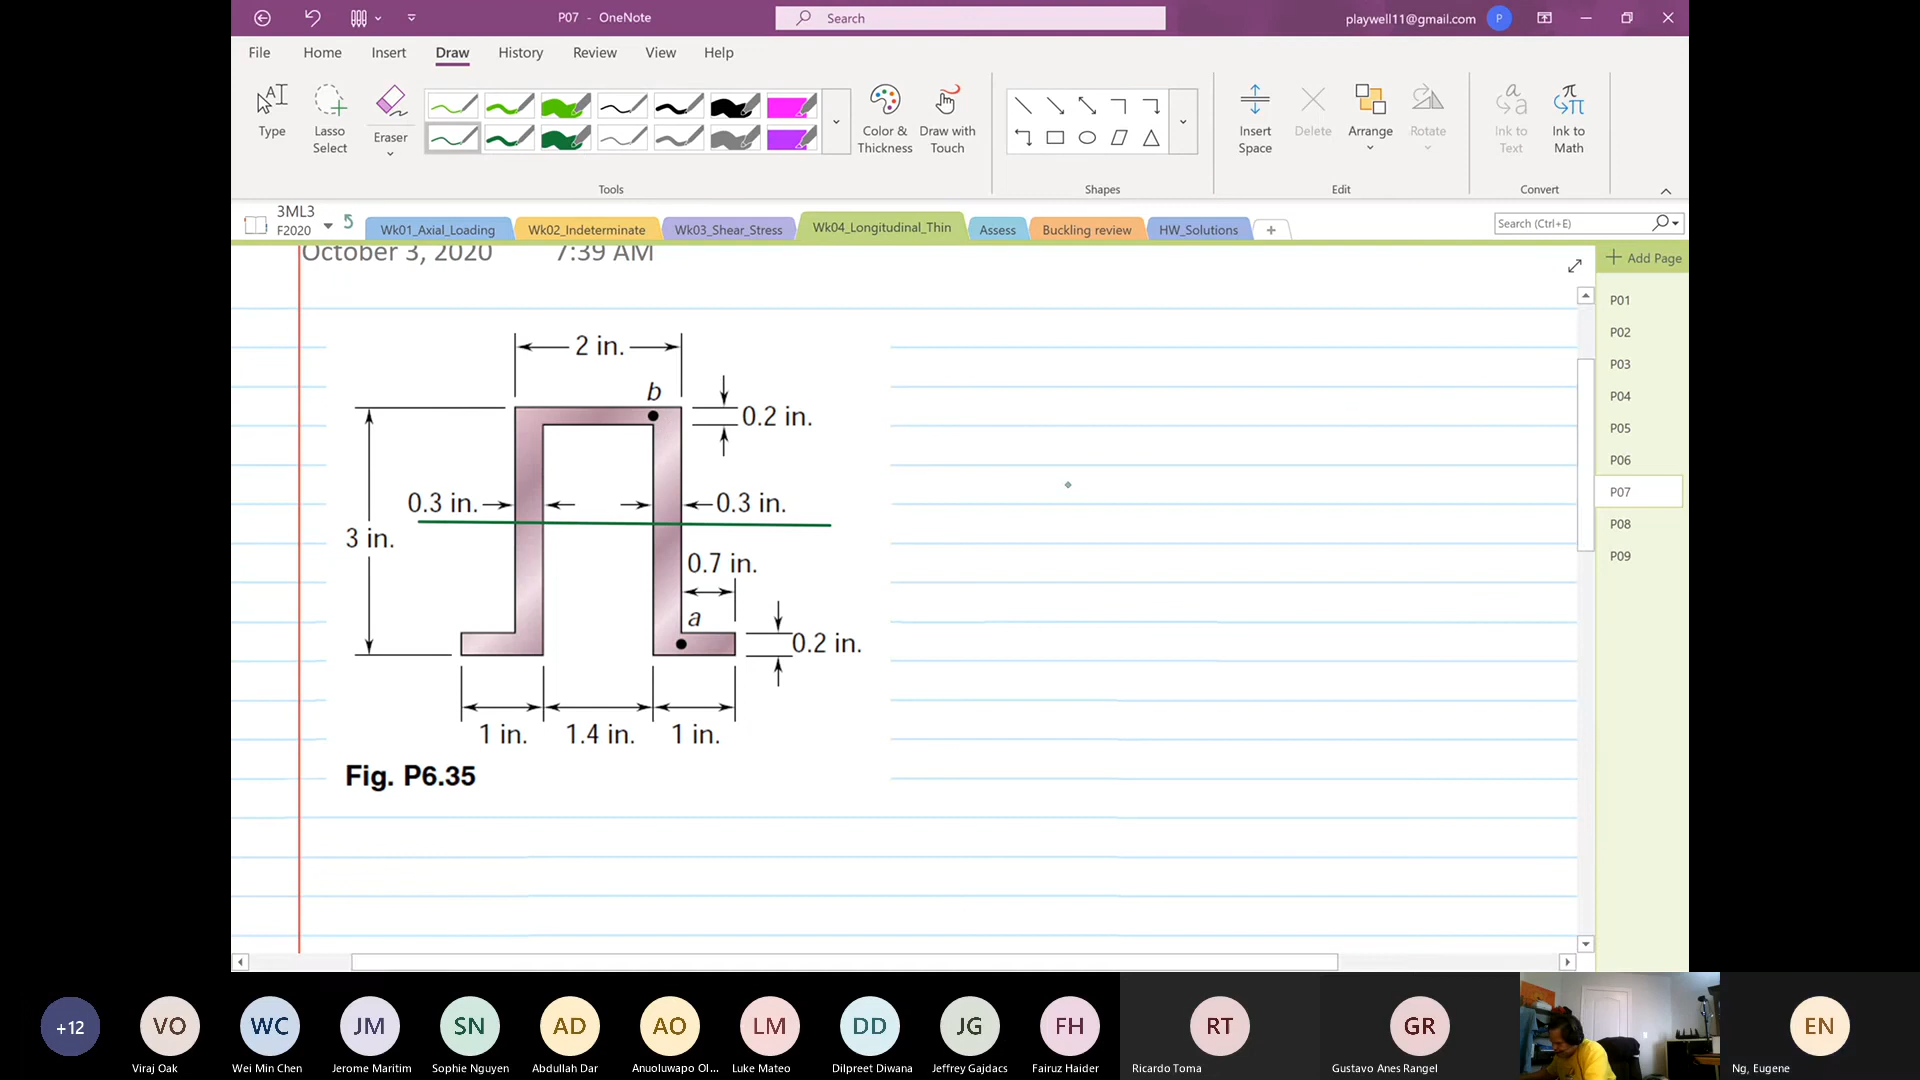 P07 - OneNote
Search
playwell11@gmail.com
P
File Home Insert Draw History Review View Help
Type
Lasso Select
Eraser
Color & Thickness
Draw with Touch
Insert Space
Delete
Arrange
Rotate
Ink to Text
Ink to Math
Tools
Shapes
Edit
Convert
3ML3
F2020
Wk01_Axial_Loading
Wk02_Indeterminate
Wk03_Shear_Stress
Wk04_Longitudinal_Thin
Assess
Buckling review
HW_Solutions
+
Search (Ctrl+E)
October 3, 2020 7:39 AM
Add Page
P01
P02
P03
P04
P05
P06
P07
P08
P09
2 in.
b
0.2 in.
0.3 in.
0.3 in.
3 in.
0.7 in.
a
0.2 in.
1 in. 1.4 in. 1 in.
Fig. P6.35
+12
VO
WC
JM
SN
AD
AO
LM
DD
JG
FH
RT
GR
EN
Viraj Oak
Wei Min Chen
Jerome Maritim
Sophie Nguyen
Abdullah Dar
Anuoluwapo Ol...
Luke Mateo
Dilpreet Diwana
Jeffrey Gajdacs
Fairuz Haider
Ricardo Toma
Gustavo Anes Rangel
Ng, Eugene